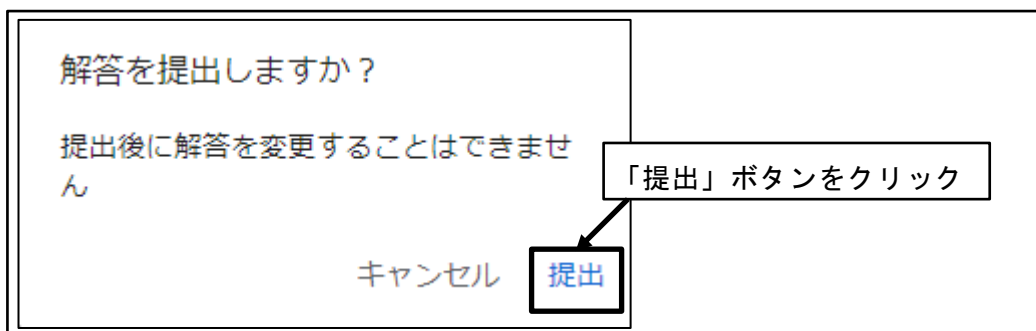 解答を提出しますか？
提出後に解答を変更することはできませ
ん
「提出」ボタンをクリック
キャンセル 提出